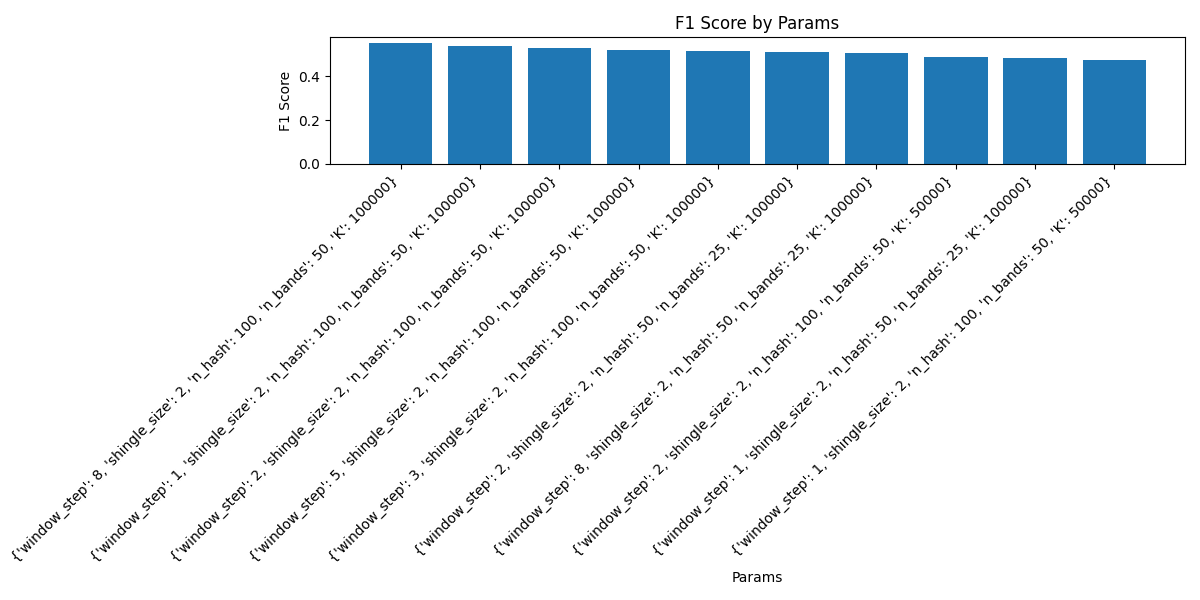 F1 Score by Params
F1 Score
0.4
0.2
0.0
{'window_step': 8, 'shingle_size': 2, 'n_hash': 100, 'n_bands': 50, 'K': 100000}
{'window_step': 1, 'shingle_size': 2, 'n_hash': 100, 'n_bands': 50, 'K': 100000}
{'window_step': 2, 'shingle_size': 2, 'n_hash': 100, 'n_bands': 50, 'K': 100000}
{'window_step': 5, 'shingle_size': 2, 'n_hash': 100, 'n_bands': 50, 'K': 100000}
{'window_step': 3, 'shingle_size': 2, 'n_hash': 100, 'n_bands': 50, 'K': 100000}
{'window_step': 2, 'shingle_size': 2, 'n_hash': 50, 'n_bands': 25, 'K': 100000}
{'window_step': 8, 'shingle_size': 2, 'n_hash': 50, 'n_bands': 25, 'K': 100000}
{'window_step': 2, 'shingle_size': 2, 'n_hash': 100, 'n_bands': 50, 'K': 50000}
{'window_step': 1, 'shingle_size': 2, 'n_hash': 50, 'n_bands': 25, 'K': 100000}
{'window_step': 1, 'shingle_size': 2, 'n_hash': 100, 'n_bands': 50, 'K': 50000}
Params